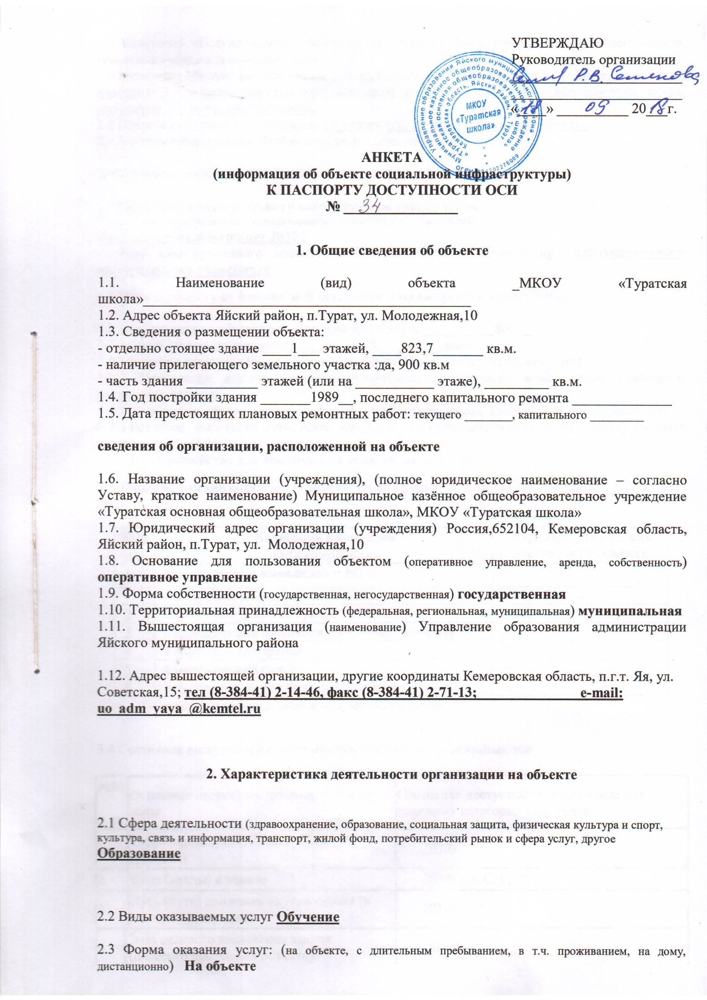 УТВЕРЖДАЮ
Руководитель организации
Р.В. Семенова
«18» 09 2018г.
Управление образования Яйского муниципального района
Муниципальное казённое общеобразовательное учреждение
«Туратская основная общеобразовательная школа»
Кемеровская область, Яйский район, п. Турат
МКОУ
«Туратская
школа»
АНКЕТА
(информация об объекте социальной инфраструктуры)
К ПАСПОРТУ ДОСТУПНОСТИ ОСИ
№ 34
1. Общие сведения об объекте
1.1. Наименование (вид) объекта _МКОУ «Туратская
школа»______________
1.2. Адрес объекта Яйский район, п.Турат, ул. Молодежная,10
1.3. Сведения о размещении объекта:
- отдельно стоящее здание ____1___ этажей, ____823,7_______ кв.м.
- наличие прилегающего земельного участка :да, 900 кв.м
- часть здания __________ этажей (или на ___________ этаже), _________ кв.м.
1.4. Год постройки здания _______1989__, последнего капитального ремонта ______________
1.5. Дата предстоящих плановых ремонтных работ: текущего ________, капитального _________
сведения об организации, расположенной на объекте
1.6. Название организации (учреждения), (полное юридическое наименование – согласно
Уставу, краткое наименование) Муниципальное казённое общеобразовательное учреждение
«Туратская основная общеобразовательная школа», МКОУ «Туратская школа»
1.7. Юридический адрес организации (учреждения) Россия,652104, Кемеровская область,
Яйский район, п.Турат, ул. Молодежная,10
1.8. Основание для пользования объектом (оперативное управление, аренда, собственность)
оперативное управление
1.9. Форма собственности (государственная, негосударственная) государственная
1.10. Территориальная принадлежность (федеральная, региональная, муниципальная) муниципальная
1.11. Вышестоящая организация (наименование) Управление образования администрации
Яйского муниципального района
1.12. Адрес вышестоящей организации, другие координаты Кемеровская область, п.г.т. Яя, ул.
Советская,15; тел (8-384-41) 2-14-46, факс (8-384-41) 2-71-13; e-mail:
uo_adm_yaya_@kemtel.ru
2. Характеристика деятельности организации на объекте
2.1 Сфера деятельности (здравоохранение, образование, социальная защита, физическая культура и спорт,
культура, связь и информация, транспорт, жилой фонд, потребительский рынок и сфера услуг, другое
Образование
2.2 Виды оказываемых услуг Обучение
2.3 Форма оказания услуг: (на объекте, с длительным пребыванием, в т.ч. проживанием, на дому,
дистанционно) На объекте